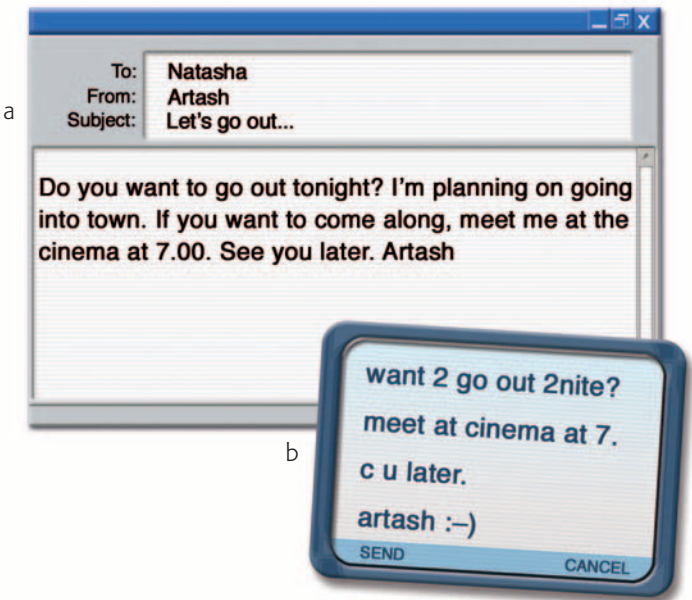 a
To: Natasha
From: Artash
Subject: Let's go out...
Do you want to go out tonight? I'm planning on going
into town. If you want to come along, meet me at the
cinema at 7.00. See you later. Artash
b
want 2 go out 2nite?
meet at cinema at 7.
c u later.
artash :–)
SEND CANCEL